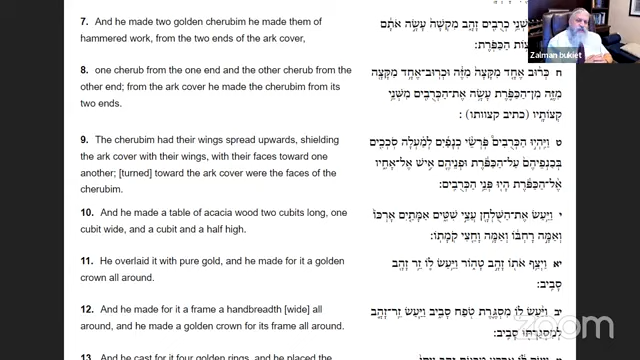 7. And he made two golden cherubim he made them of
hammered work, from the two ends of the ark cover,
8. one cherub from the one end and the other cherub from the
other end; from the ark cover he made the cherubim from its
two ends.
9. The cherubim had their wings spread upwards, shielding
the ark cover with their wings, with their faces toward one
another; [turned] toward the ark cover were the faces of the
cherubim.
10. And he made a table of acacia wood two cubits long, one
cubit wide, and a cubit and a half high.
11. He overlaid it with pure gold, and he made for it a golden
crown all around.
12. And he made for it a frame a handbreadth [wide] all
around, and he made a golden crown for its frame all around.
13. And he cast for it four golden rings, and he placed the
שְׁנֵ֥י כְרֻבִ֖ים זָהָ֑ב מִקְשָׁה֙ עָשָׂ֣ה אֹתָ֔ם
הַכַּפֹּֽרֶת:
ח כְּרוּב אֶחָ֤ד מִקָּצָה֙ מִזֶּ֔ה וּכְרוּב־אֶחָ֥ד מִקָּצָ֖ה
מִזֶּ֑ה מִן־הַכַּפֹּ֛רֶת עָשָׂ֥ה אֶת־הַכְּרֻבִ֖ים מִשְּׁנֵ֥י
קְצוֹתָֽיו (כתיב קצוותו):
ט וַיִּֽהְי֣וּ הַכְּרֻבִים֩ פֹּֽרְשֵׂ֨י כְנָפַ֜יִם לְמַ֗עְלָה סֹֽכְכִ֤ים
בְּכַנְפֵיהֶם֙ עַל־הַכַּפֹּ֔רֶת וּפְנֵיהֶ֖ם אִ֣ישׁ אֶל־אָחִ֑יו
אֶל־הַכַּפֹּ֔רֶת הָי֖וּ פְּנֵ֥י הַכְּרֻבִֽים:
י וַיַּ֥עַשׂ אֶת־הַשֻּׁלְחָ֖ן עֲצֵ֣י שִׁטִּ֑ים אַמָּתַ֤יִם אָרְכּוֹ֙
וְאַמָּ֣ה רָחְבּ֔וֹ וְאַמָּ֥ה וָחֵ֖צִי קֹֽמָתֽוֹ:
יא וַיְצַ֥ף אֹת֖וֹ זָהָ֣ב טָה֑וֹר וַיַּ֥עַשׂ ל֛וֹ זֵ֥ר זָהָ֖ב
סָבִֽיב:
יב וַיַּ֨עַשׂ ל֥וֹ מִסְגֶּ֛רֶת טֹ֖פַח סָבִ֑יב וַיַּ֧עַשׂ זֵֽר־זָהָ֛ב
לְמִסְגַּרְתּ֖וֹ סָבִֽיב:
Zalman bukiet
zoom